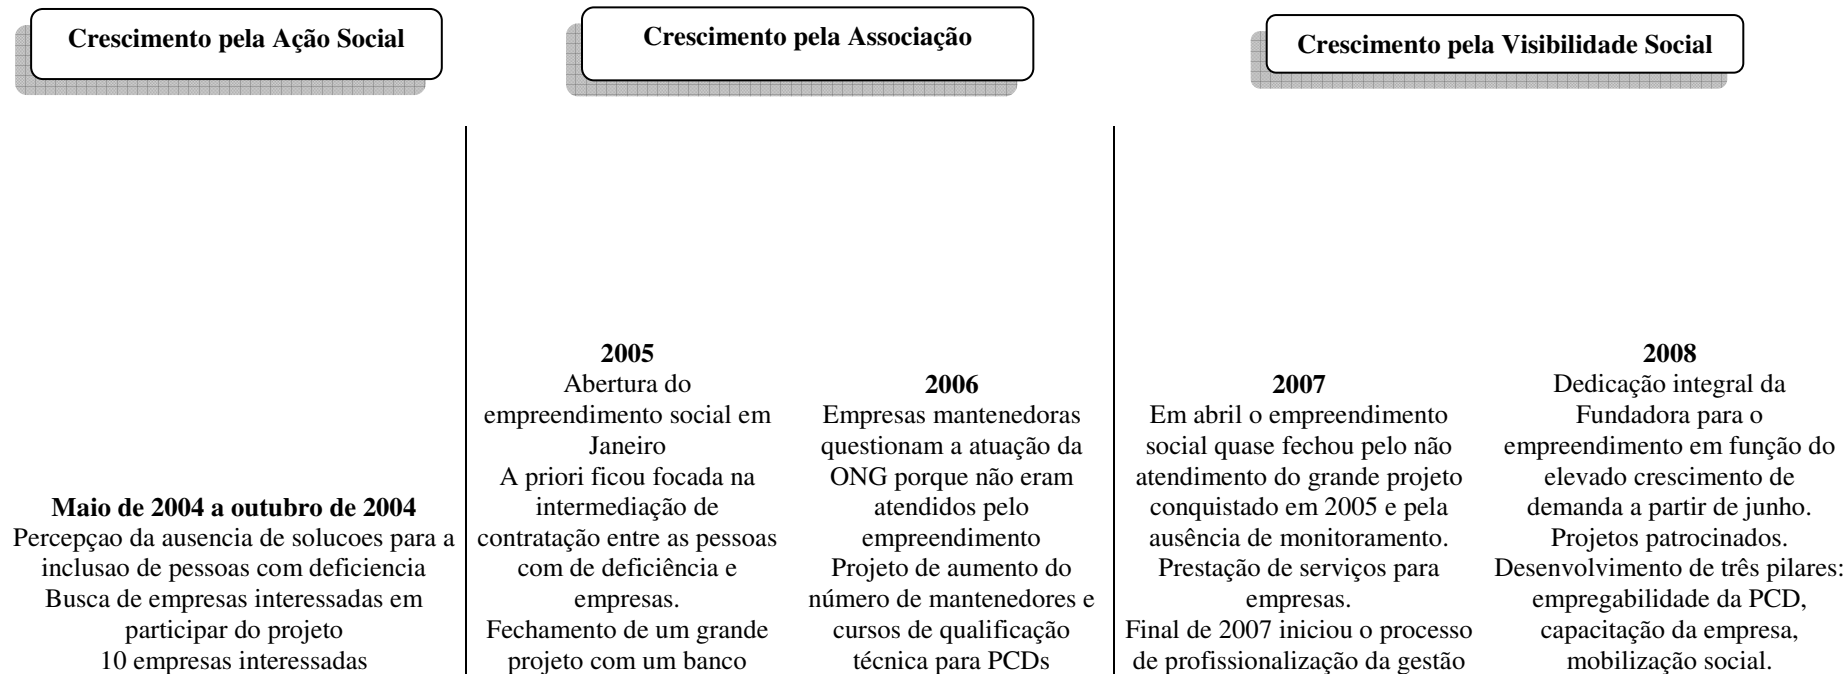 Crescimento pela Ação Social
Crescimento pela Associação
Crescimento pela Visibilidade Social
Maio de 2004 a outubro de 2004
Percepçao da ausencia de solucoes para a
inclusao de pessoas com deficiencia
Busca de empresas interessadas em
participar do projeto
10 empresas interessadas
2005
Abertura do
empreendimento social em
Janeiro
A priori ficou focada na
intermediação de
contratação entre as pessoas
com de deficiência e
empresas.
Fechamento de um grande
projeto com um banco
2006
Empresas mantenedoras
questionam a atuação da
ONG porque não eram
atendidos pelo
empreendimento
Projeto de aumento do
número de mantenedores e
cursos de qualificação
técnica para PCDs
2007
Em abril o empreendimento
social quase fechou pelo não
atendimento do grande projeto
conquistado em 2005 e pela
ausência de monitoramento.
Prestação de serviços para
empresas.
Final de 2007 iniciou o processo
de profissionalização da gestão
2008
Dedicação integral da
Fundadora para o
empreendimento em função do
elevado crescimento de
demanda a partir de junho.
Projetos patrocinados.
Desenvolvimento de três pilares:
empregabilidade da PCD,
capacitação da empresa,
mobilização social.